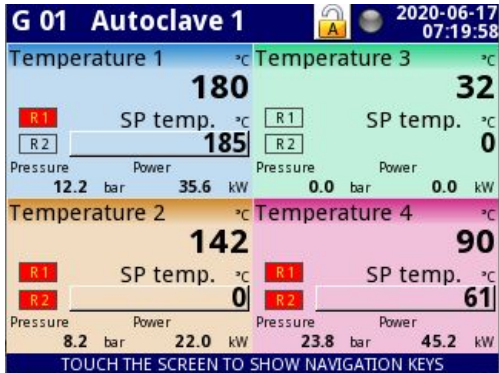 G 01 Autoclave 1 A 2020-06-17
07:19:58
Temperature 1 °C
180
R1 SP temp. °C
R2 185
Pressure Power
12.2 bar 35.6 kW
Temperature 3 °C
32
R1 SP temp. °C
R2 0
Pressure Power
0.0 bar 0.0 kW
Temperature 2 °C
142
R1 SP temp. °C
R2 0
Pressure Power
8.2 bar 22.0 kW
Temperature 4 °C
90
R1 SP temp. °C
R2 61
Pressure Power
23.8 bar 45.2 kW
TOUCH THE SCREEN TO SHOW NAVIGATION KEYS